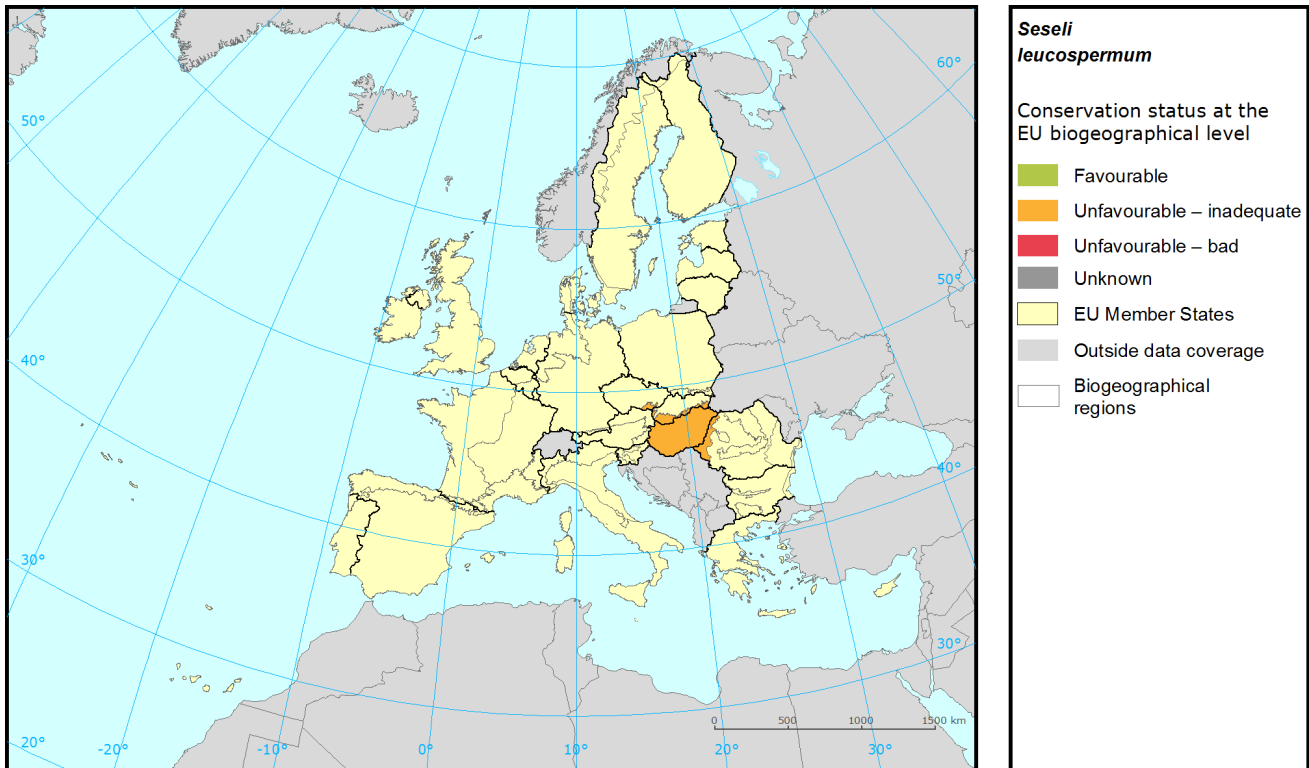 Seseli
leucospermum
Conservation status at the
EU biogeographical level
Favourable
Unfavourable – inadequate
Unfavourable – bad
Unknown
EU Member States
Outside data coverage
Biogeographical
regions
60°
50°
50°
40°
40°
30°
30°
20°
-20°
-10°
0°
10°
20°
30°
0 500 1000 1500 km